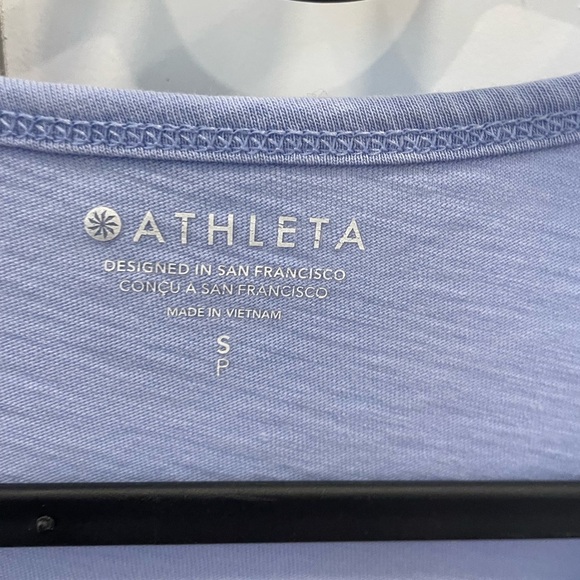 ATHLETA
DESIGNED IN SAN FRANCISCO
CONÇU À SAN FRANCISCO
MADE IN VIETNAM
S
P